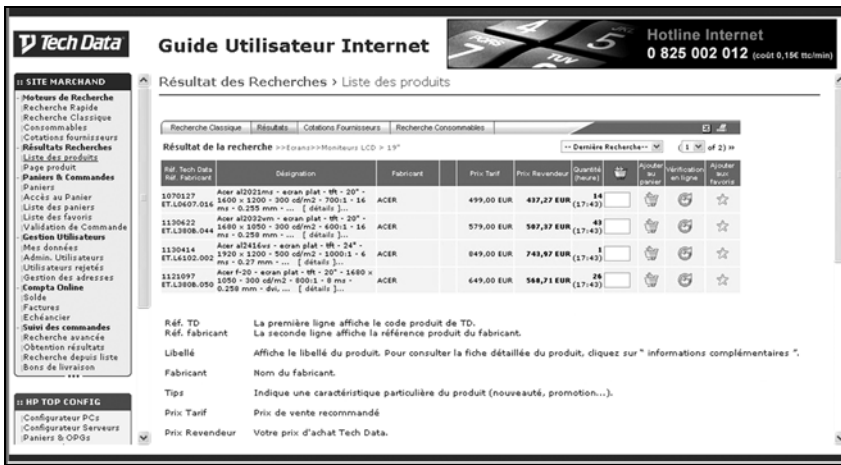 Tech Data
Guide Utilisateur Internet
Hotline Internet
0 825 002 012 (coût 0,15€ ttc/min)
:: SITE MARCHAND
Moteurs de Recherche
Recherche Rapide
Recherche Classique
Consommables
Cotations fournisseurs
Résultats Recherches
Liste des produits
Page produit
Paniers & Commandes
Paniers
Accès au Panier
Liste des paniers
Liste des favoris
Validation de Commande
Gestion Utilisateurs
Mes données
Admin. Utilisateurs
Utilisateurs rejetés
Gestion des adresses
Compta Online
Solde
Factures
Echéancier
Suivi des commandes
Recherche avancée
Obtention résultats
Recherche depuis liste
Bons de livraison
:: HP TOP CONFIG
Configurateur PCs
Configurateur Serveurs
Paniers & OPGs
Résultat des Recherches > Liste des produits
Recherche Classique Résultats Cotations Fournisseurs Recherche Consommables
Résultat de la recherche >>Ecrans>>Moniteurs LCD > 19" -- Dernière Recherche-- ( 1 of 2) »
Réf. Tech Data
Réf. Fabricant
Désignation
Fabricant
Prix Tarif
Prix Revendeur
Quantité
(heure)
Ajouter
au
panier
Vérification
en ligne
Ajouter
aux
favoris
1070127
ET.L0607.016
Acer al2021ms - ecran plat - tft - 20" -
1600 x 1200 - 300 cd/m2 - 700:1 - 16
ms - 0.255 mm - ... [ détails ]...
ACER
499,00 EUR
437,27 EUR
14
(17:43)
1130622
ET.L3808.044
Acer al2032vm - ecran plat - tft - 20" -
1680 x 1050 - 300 cd/m2 - 600:1 - 16
ms - 0.258 mm - ... [ détails ]...
ACER
579,00 EUR
507,37 EUR
43
(17:43)
1130414
ET.L6102.002
Acer al2416vs - ecran plat - tft - 24" -
1920 x 1200 - 500 cd/m2 - 1000:1 - 6
ms - 0.27 mm - ... [ détails ]...
ACER
849,00 EUR
743,97 EUR
1
(17:43)
1121097
ET.L3808.050
Acer f-20 - ecran plat - tft - 20" - 1680 x
1050 - 300 cd/m2 - 800:1 - 8 ms -
0.258 mm - dvi, ... [ détails ]...
ACER
649,00 EUR
568,71 EUR
26
(17:43)
Réf. TD La première ligne affiche le code produit de TD.
Réf. fabricant La seconde ligne affiche la référence produit du fabricant.
Libellé Affiche le libellé du produit. Pour consulter la fiche détaillée du produit, cliquez sur " informations complémentaires ".
Fabricant Nom du fabricant.
Tips Indique une caractéristique particulière du produit (nouveauté, promotion...).
Prix Tarif Prix de vente recommandé
Prix Revendeur Votre prix d'achat Tech Data.